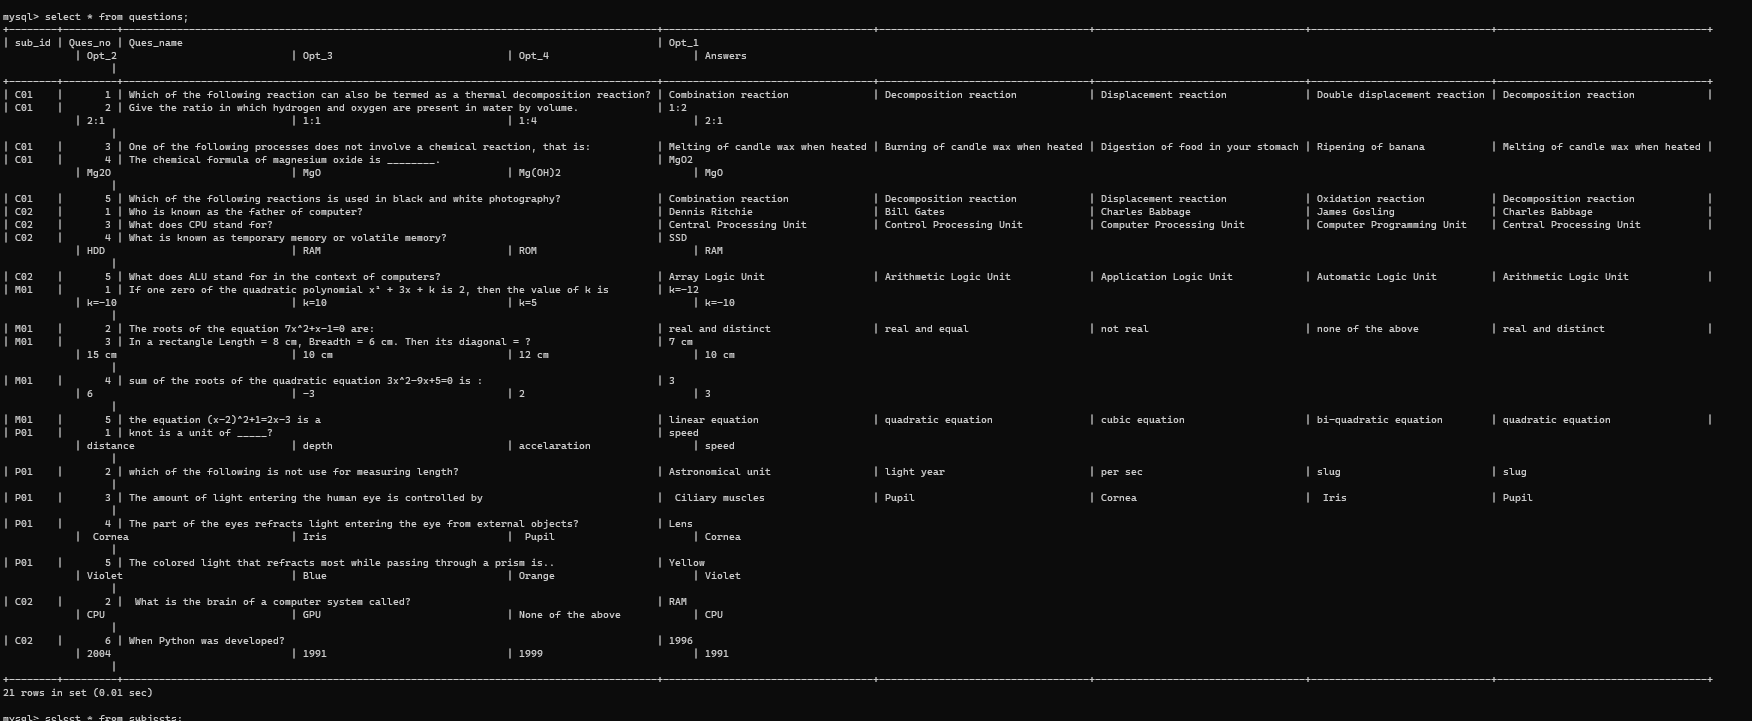 mysql> select * from questions;
| sub_id | Ques_no | Ques_name | Opt_1
| Opt_2 | Opt_3 | Opt_4 | Answers
|
| C01 | 1 | Which of the following reaction can also be termed as a thermal decomposition reaction? | Combination reaction | Decomposition reaction | Displacement reaction | Double displacement reaction | Decomposition reaction |
| C01 | 2 | Give the ratio in which hydrogen and oxygen are present in water by volume. | 1:2
| 2:1 | 1:1 | 1:4 | 2:1
|
| C01 | 3 | One of the following processes does not involve a chemical reaction, that is: | Melting of candle wax when heated | Burning of candle wax when heated | Digestion of food in your stomach | Ripening of banana | Melting of candle wax when heated |
| C01 | 4 | The chemical formula of magnesium oxide is ________. | MgO2
| Mg2O | MgO | Mg(OH)2 | MgO
|
| C01 | 5 | Which of the following reactions is used in black and white photography? | Combination reaction | Decomposition reaction | Displacement reaction | Oxidation reaction | Decomposition reaction |
| C02 | 1 | Who is known as the father of computer? | Dennis Ritchie | Bill Gates | Charles Babbage | James Gosling | Charles Babbage |
| C02 | 3 | What does CPU stand for? | Central Processing Unit | Control Processing Unit | Computer Processing Unit | Computer Programming Unit | Central Processing Unit |
| C02 | 4 | What is known as temporary memory or volatile memory? | SSD
| HDD | RAM | ROM | RAM
|
| C02 | 5 | What does ALU stand for in the context of computers? | Array Logic Unit | Arithmetic Logic Unit | Application Logic Unit | Automatic Logic Unit | Arithmetic Logic Unit |
| M01 | 1 | If one zero of the quadratic polynomial x² + 3x + k is 2, then the value of k is | k=-12
| k=-10 | k=10 | k=5 | k=-10
|
| M01 | 2 | The roots of the equation 7x^2+x-1=0 are: | real and distinct | real and equal | not real | none of the above | real and distinct |
| M01 | 3 | In a rectangle Length = 8 cm, Breadth = 6 cm. Then its diagonal = ? | 7 cm
| 15 cm | 10 cm | 12 cm | 10 cm
|
| M01 | 4 | sum of the roots of the quadratic equation 3x^2-9x+5=0 is : | 3
| 6 | -3 | 2 | 3
|
| M01 | 5 | the equation (x-2)^2+1=2x-3 is a | linear equation | quadratic equation | cubic equation | bi-quadratic equation | quadratic equation |
| P01 | 1 | knot is a unit of _____? | speed
| distance | depth | accelaration | speed
|
| P01 | 2 | which of the following is not use for measuring length? | Astronomical unit | light year | per sec | slug | slug
|
| P01 | 3 | The amount of light entering the human eye is controlled by | Ciliary muscles | Pupil | Cornea | Iris | Pupil
|
| P01 | 4 | The part of the eyes refracts light entering the eye from external objects? | Lens
| Cornea | Iris | Pupil | Cornea
|
| P01 | 5 | The colored light that refracts most while passing through a prism is.. | Yellow
| Violet | Blue | Orange | Violet
|
| C02 | 2 | What is the brain of a computer system called? | RAM
| CPU | GPU | None of the above | CPU
|
| C02 | 6 | When Python was developed? | 1996
| 2004 | 1991 | 1999 | 1991
|
21 rows in set (0.01 sec)
mysql> select * from subjects;